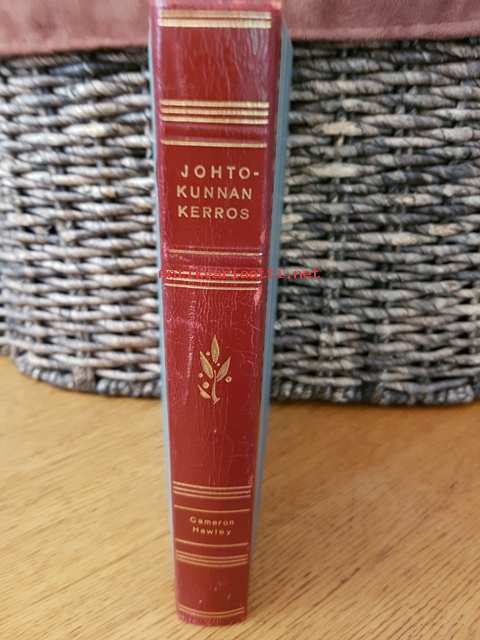 JOHTO-
KUNNAN
KERROS
Cameron
Hawley